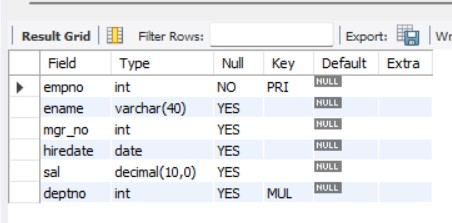 Result Grid Filter Rows: Export: Wr
Field Type Null Key Default Extra
empno int NO PRI NULL
ename varchar(40) YES NULL
mgr_no int YES NULL
hiredate date YES NULL
sal decimal(10,0) YES NULL
deptno int YES MUL NULL